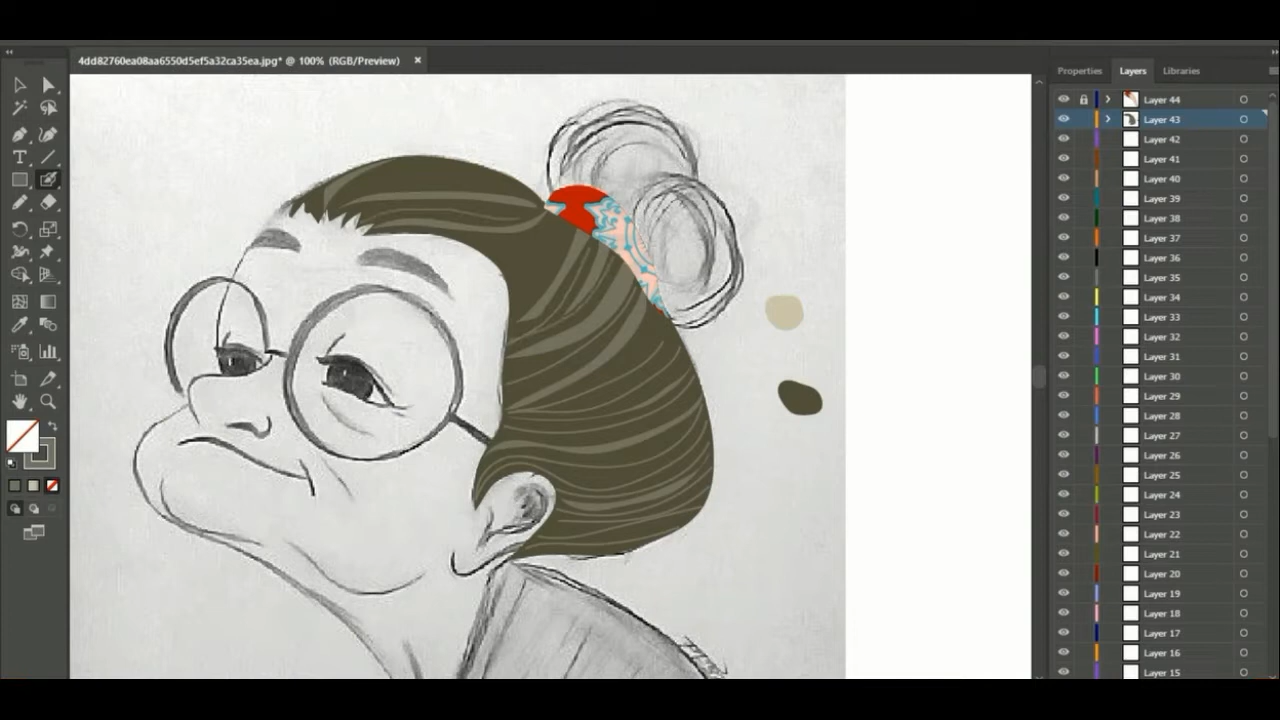 4dd82760ea08aa6550d5ef5a32ca35ea.jpg* @ 100% (RGB/Preview)
Properties
Layers
Libraries
Layer 44
Layer 43
Layer 42
Layer 41
Layer 40
Layer 39
Layer 38
Layer 37
Layer 36
Layer 35
Layer 34
Layer 33
Layer 32
Layer 31
Layer 30
Layer 29
Layer 28
Layer 27
Layer 26
Layer 25
Layer 24
Layer 23
Layer 22
Layer 21
Layer 20
Layer 19
Layer 18
Layer 17
Layer 16
Layer 15